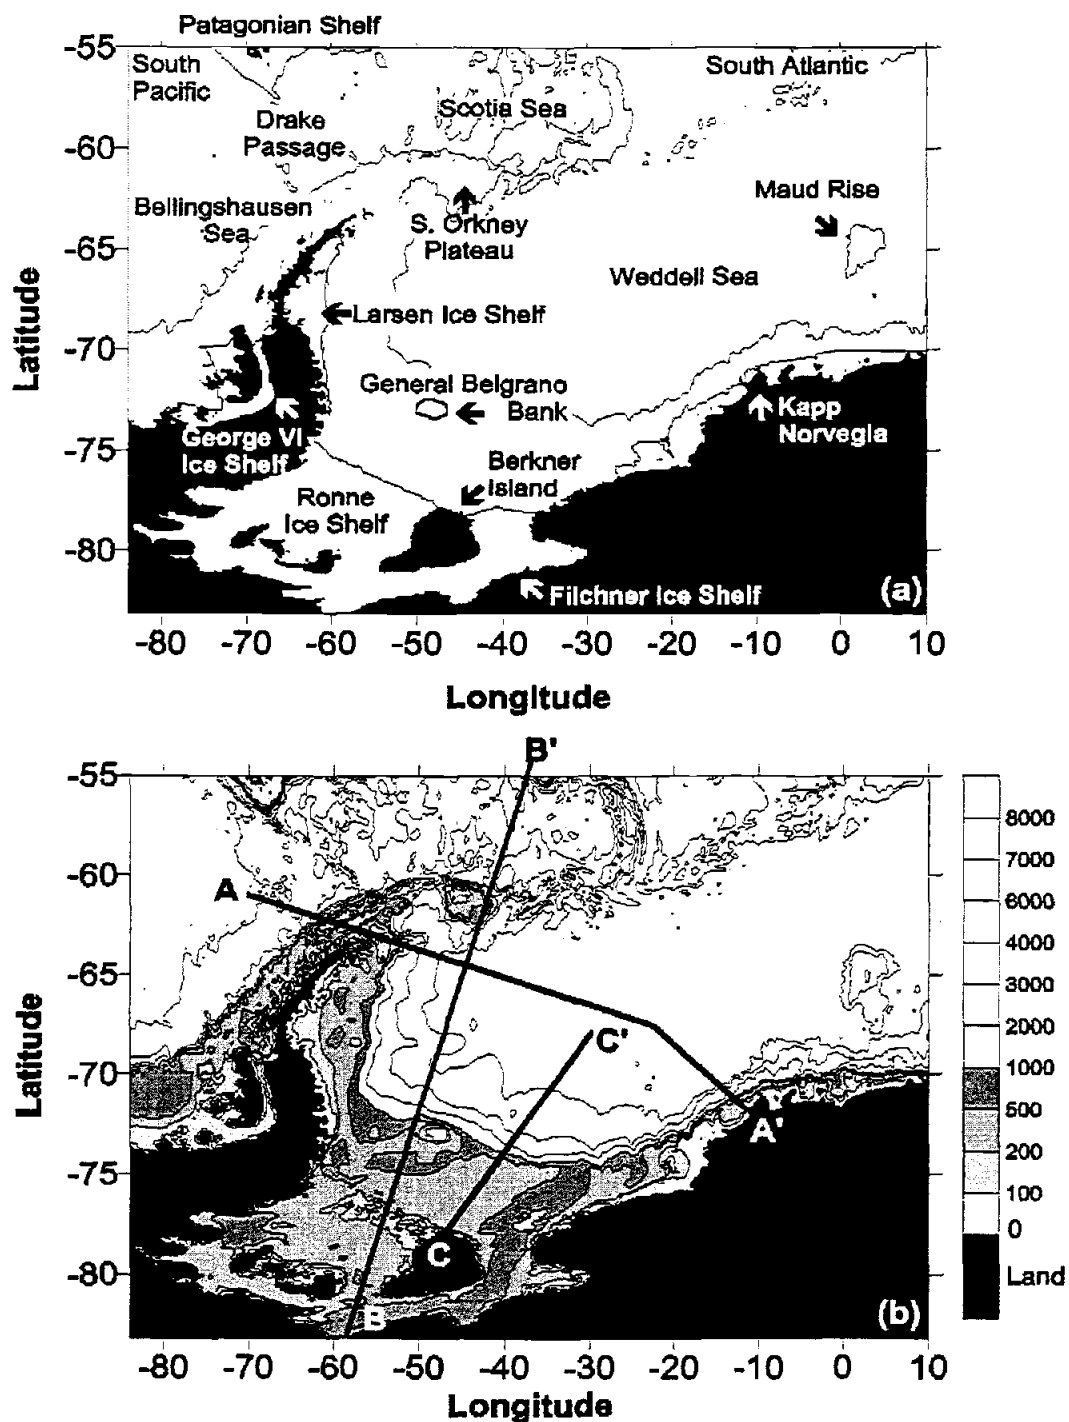 Patagonian Shelf
-55
South
Pacific
South Atlantic
Scotia Sea
Drake
Passage
-60
Maud Rise
Bellingshausen
Sea
S. Orkney
Plateau
-65
Weddell Sea
Larsen Ice Shelf
Latitude
-70
General Belgrano
Bank
Kapp
Norvegia
George VI
Ice Shelf
-75
Berkner
Island
Ronne
Ice Shelf
-80
Filchner Ice Shelf
(a)
-80 -70 -60 -50 -40 -30 -20 -10 0 10
Longitude
B'
-55
8000
7000
-60
A
6000
4000
-65
3000
Latitude
C'
2000
-70
1000
A'
500
-75
200
100
C
0
-80
Land
B
(b)
-80 -70 -60 -50 -40 -30 -20 -10 0 10
Longitude